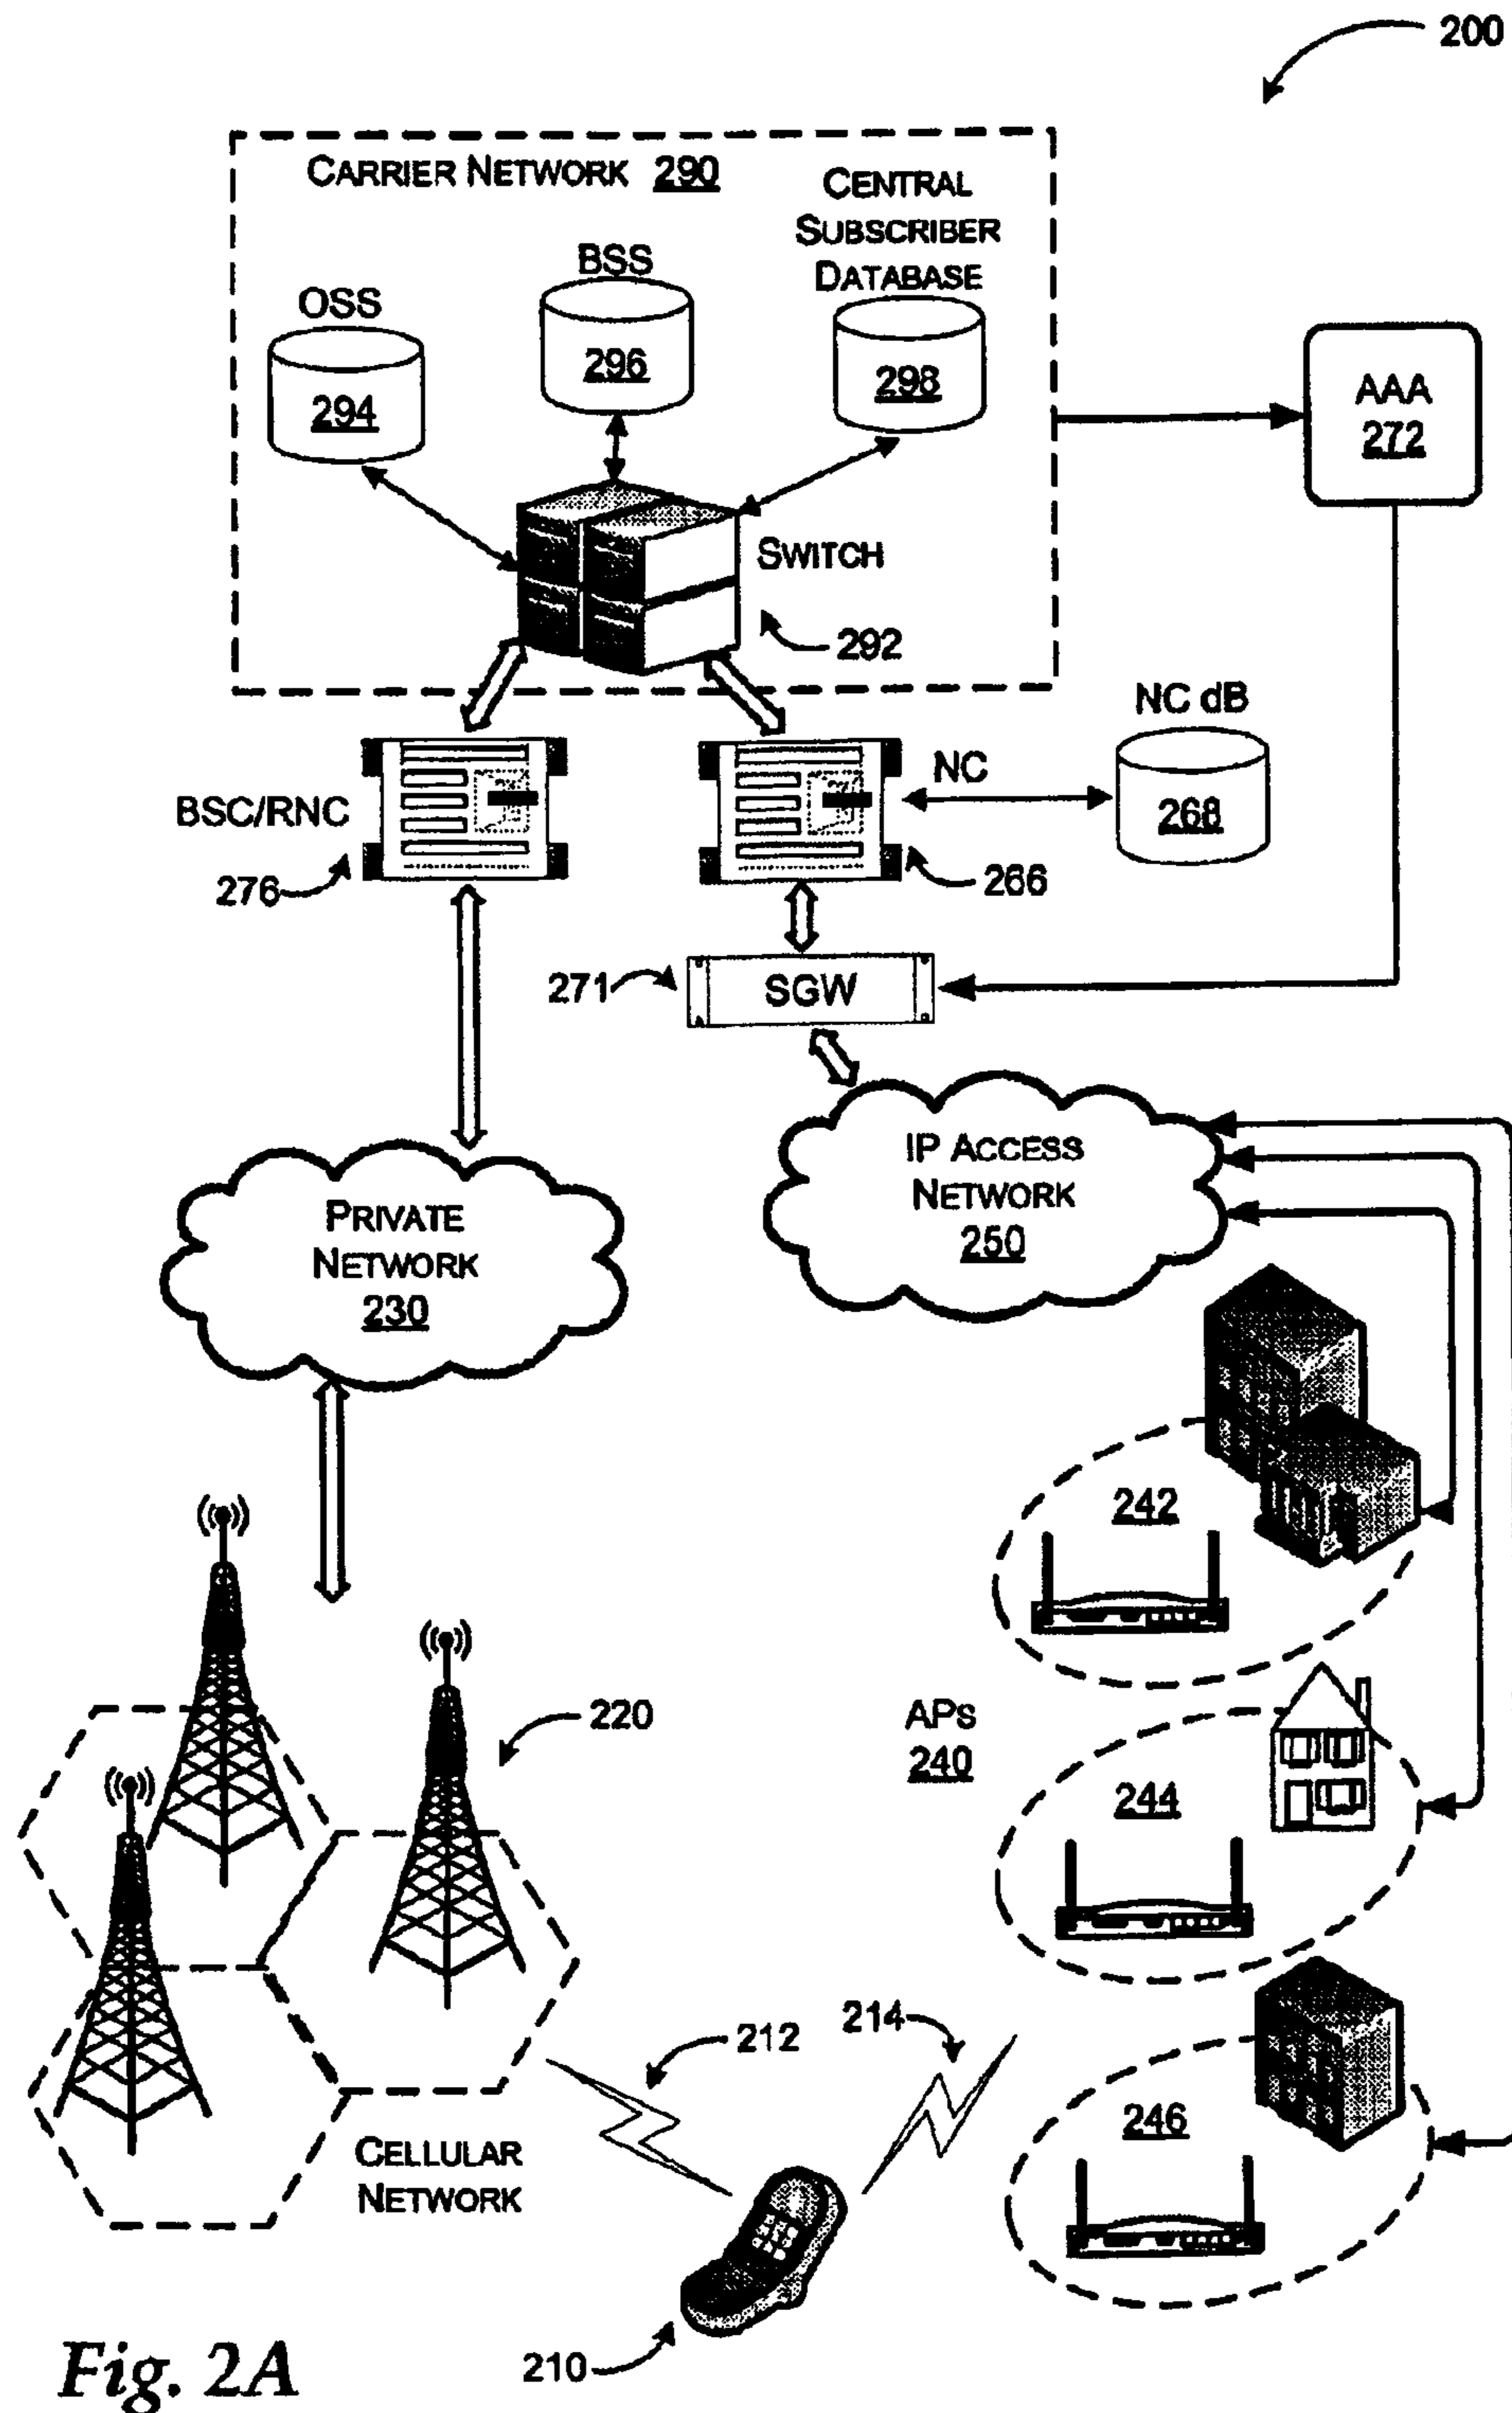 200
CARRIER NETWORK 290
CENTRAL
SUBSCRIBER
DATABASE
BSS
OSS
296
298
294
AAA
272
SWITCH
292
NC dB
NC
268
BSC/RNC
276
266
271
SGW
IP ACCESS
NETWORK
250
PRIVATE
NETWORK
230
242
220
APs
240
244
212
214
246
CELLULAR
NETWORK
210
Fig. 2A